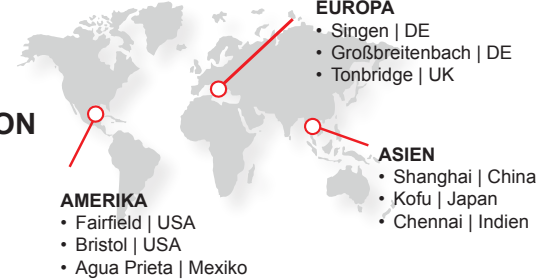 EUROPA
• Singen | DE
• Großbreitenbach | DE
• Tonbridge | UK
ON
ASIEN
• Shanghai | China
• Kofu | Japan
• Chennai | Indien
AMERIKA
• Fairfield | USA
• Bristol | USA
• Agua Prieta | Mexiko